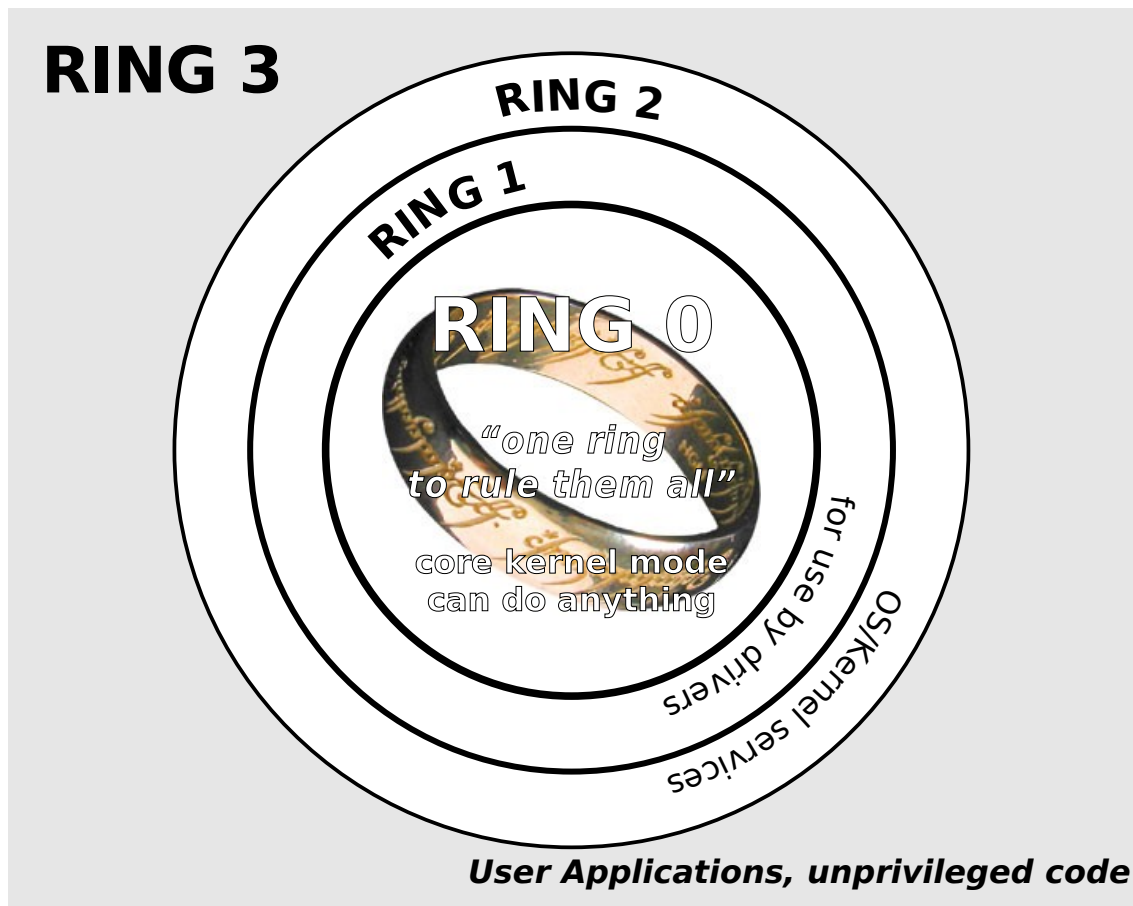 RING 3
RING 2
RING 1
RING 0
“one ring
to rule them all”
core kernel mode
can do anything
for use by drivers
OS/Kernel services
User Applications, unprivileged code